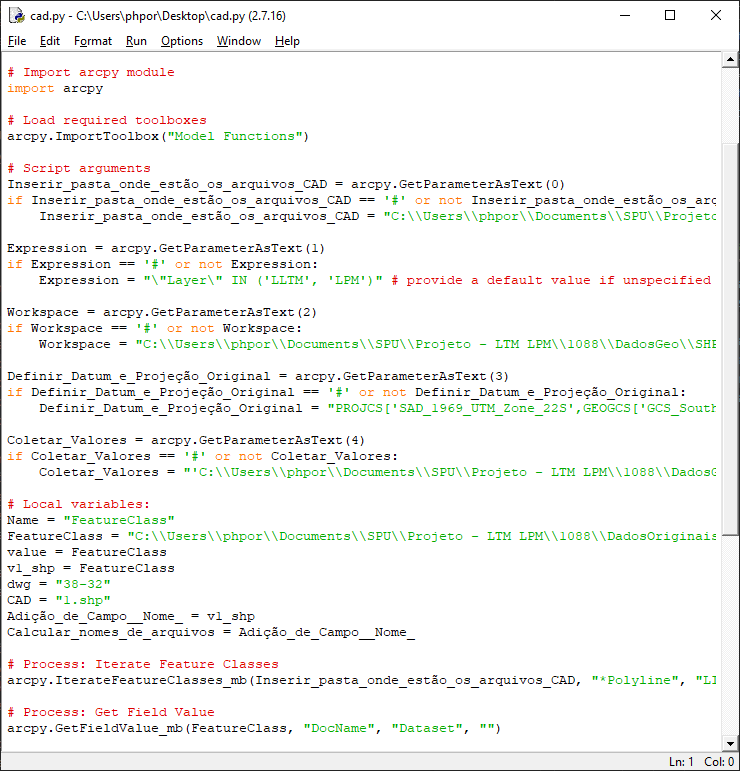 cad.py - C:\Users\phpor\Desktop\cad.py (2.7.16)
File Edit Format Run Options Window Help
# Import arcpy module
import arcpy
# Load required toolboxes
arcpy.ImportToolbox("Model Functions")
# Script arguments
Inserir_pasta_onde_estão_os_arquivos_CAD = arcpy.GetParameterAsText(0)
if Inserir_pasta_onde_estão_os_arquivos_CAD == '#' or not Inserir_pasta_onde_estão_os_arq
    Inserir_pasta_onde_estão_os_arquivos_CAD = "C:\\Users\\phpor\\Documents\\SPU\\Projeto
Expression = arcpy.GetParameterAsText(1)
if Expression == '#' or not Expression:
    Expression = "\"Layer\" IN ('LLTM', 'LPM')" # provide a default value if unspecified
Workspace = arcpy.GetParameterAsText(2)
if Workspace == '#' or not Workspace:
    Workspace = "C:\\Users\\phpor\\Documents\\SPU\\Projeto - LTM LPM\\1088\\DadosGeo\\SHP
Definir_Datum_e_Projeção_Original = arcpy.GetParameterAsText(3)
if Definir_Datum_e_Projeção_Original == '#' or not Definir_Datum_e_Projeção_Original:
    Definir_Datum_e_Projeção_Original = "PROJCS['SAD_1969_UTM_Zone_22S',GEOGCS['GCS_South
Coletar_Valores = arcpy.GetParameterAsText(4)
if Coletar_Valores == '#' or not Coletar_Valores:
    Coletar_Valores = "'C:\\Users\\phpor\\Documents\\SPU\\Projeto - LTM LPM\\1088\\DadosG
# Local variables:
Name = "FeatureClass"
FeatureClass = "C:\\Users\\phpor\\Documents\\SPU\\Projeto - LTM LPM\\1088\\DadosOriginais
value = FeatureClass
v1_shp = FeatureClass
dwg = "38-32"
CAD = "1.shp"
Adição_de_Campo__Nome_ = v1_shp
Calcular_nomes_de_arquivos = Adição_de_Campo__Nome_
# Process: Iterate Feature Classes
arcpy.IterateFeatureClasses_mb(Inserir_pasta_onde_estão_os_arquivos_CAD, "*Polyline", "LI
# Process: Get Field Value
arcpy.GetFieldValue_mb(FeatureClass, "DocName", "Dataset", "")
Ln: 1 Col: 0